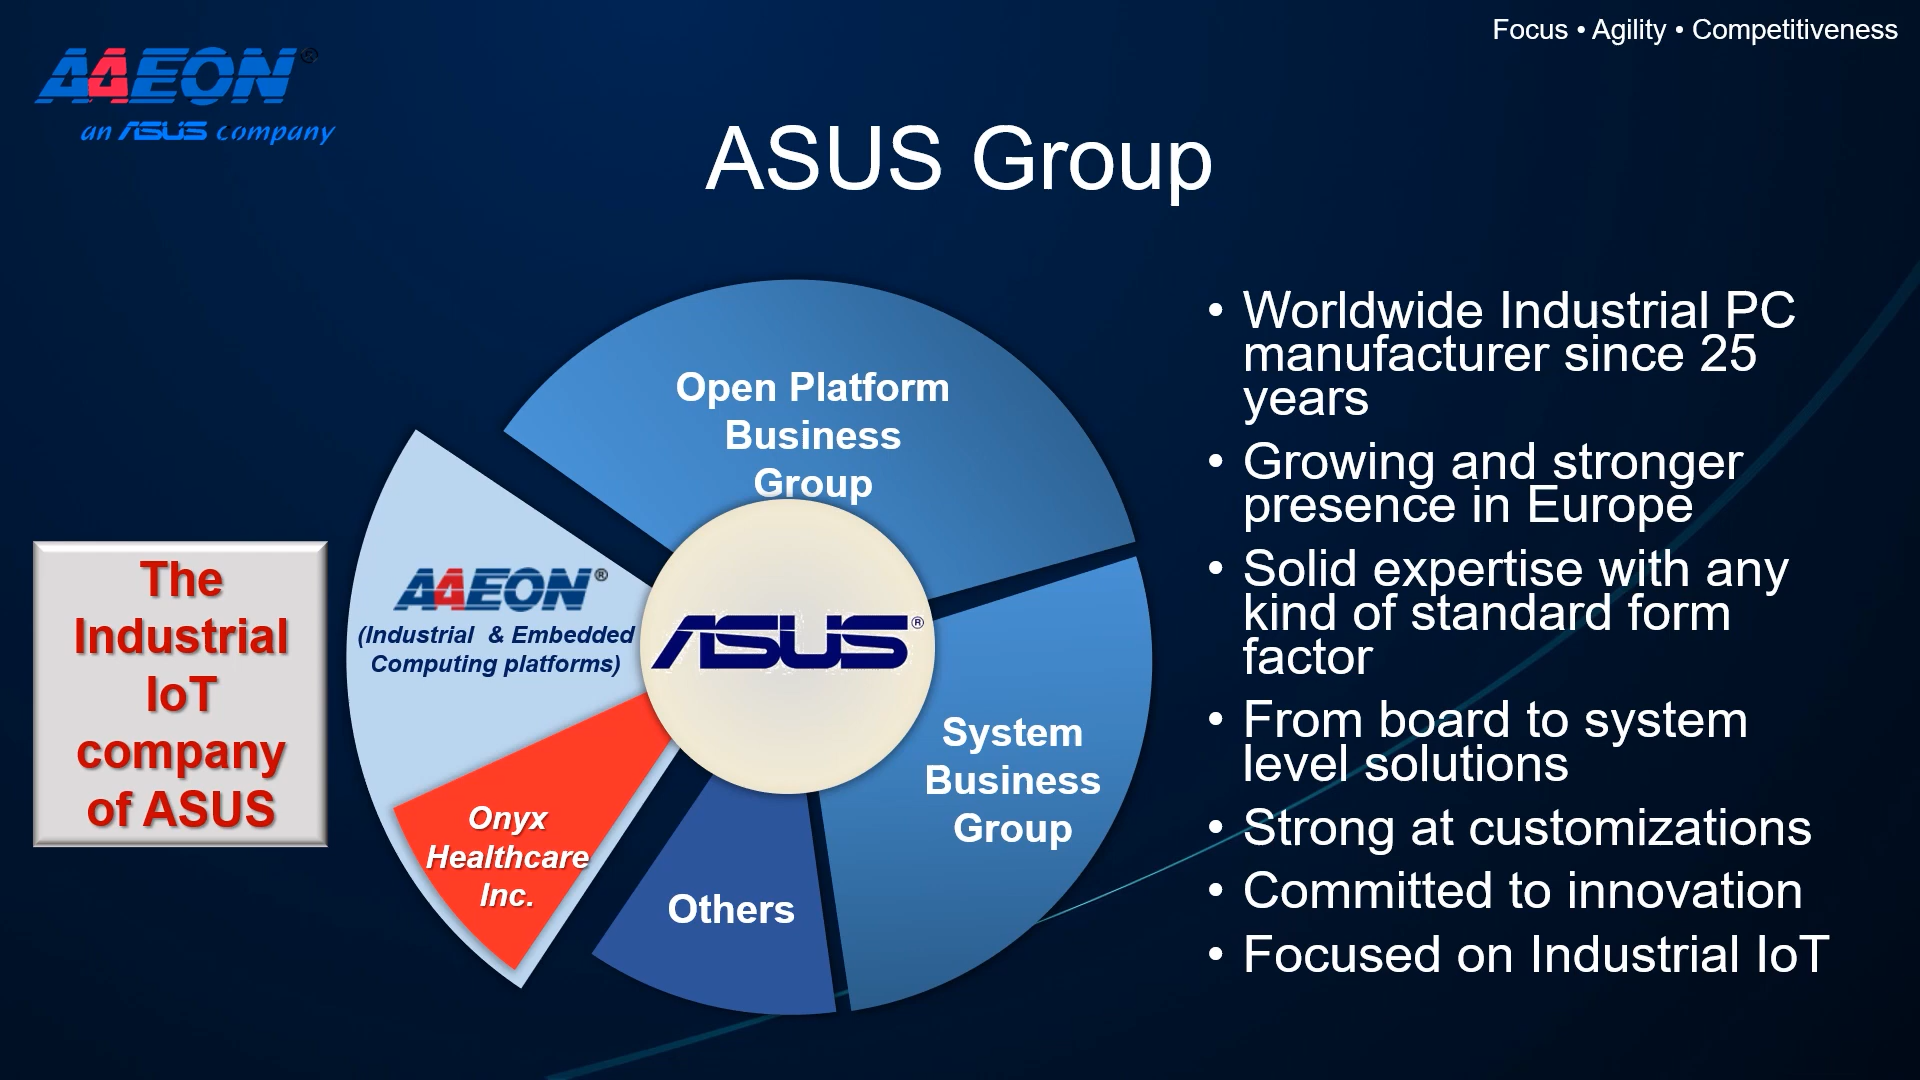 Focus • Agility • Competitiveness
AAEON®
an ASUS company
ASUS Group
Open Platform
Business
Group
AAEON®
(Industrial & Embedded
Computing platforms)
ASUS®
The
Industrial
IoT
company
of ASUS
System
Business
Group
Onyx
Healthcare
Inc.
Others
• Worldwide Industrial PC
manufacturer since 25
years
• Growing and stronger
presence in Europe
• Solid expertise with any
kind of standard form
factor
• From board to system
level solutions
• Strong at customizations
• Committed to innovation
• Focused on Industrial IoT